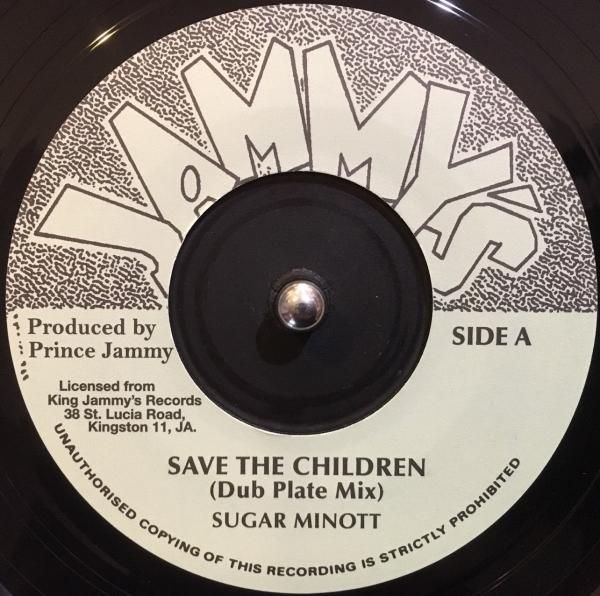 JAMMY'S
Produced by
Prince Jammy
SIDE A
Licensed from
King Jammy's Records
38 St. Lucia Road,
Kingston 11, JA.
SAVE THE CHILDREN
(Dub Plate Mix)
SUGAR MINOTT
UNAUTHORISED COPYING OF THIS RECORDING IS STRICTLY PROHIBITED